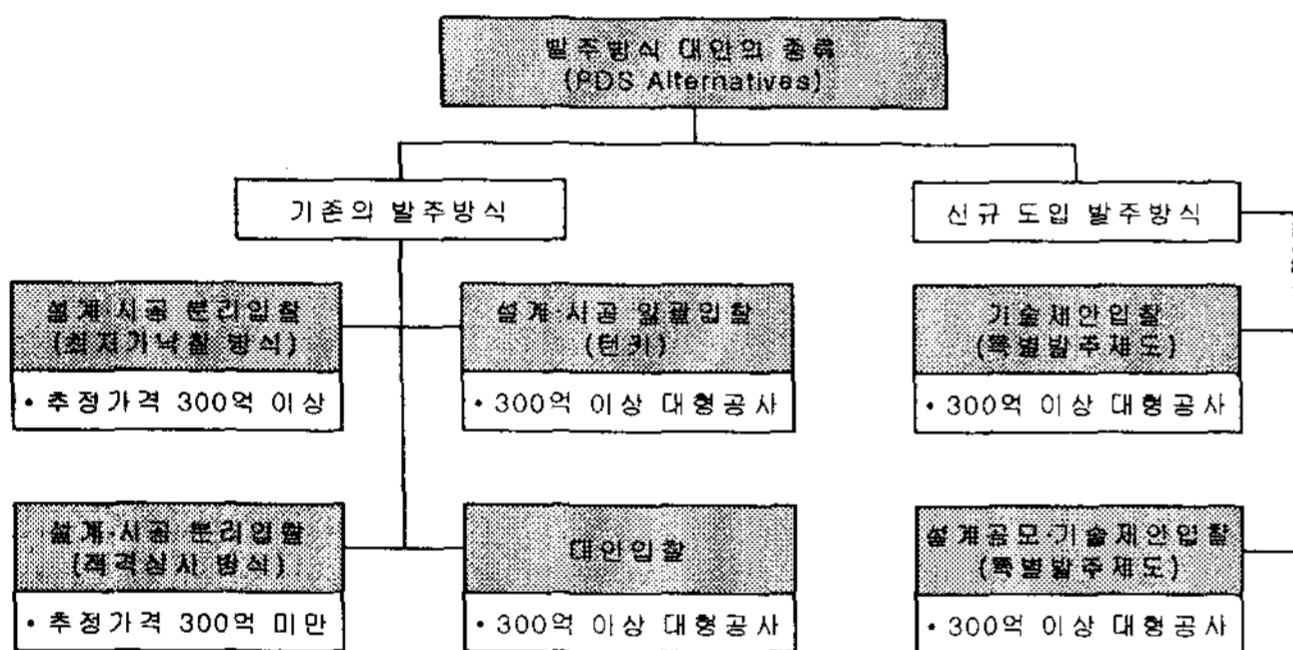 발주방식 대안의 종류
(PDS Alternatives)
기존의 발주방식
신규 도입 발주방식
설계·시공 분리입찰
(최저가낙찰 방식)
• 추정가격 300억 이상
설계·시공 일괄입찰
(턴키)
• 300억 이상 대형공사
기술제안입찰
(특별발주제도)
• 300억 이상 대형공사
설계·시공 분리입찰
(적격심사 방식)
• 추정가격 300억 미만
대안입찰
• 300억 이상 대형공사
설계공모·기술제안입찰
(특별발주제도)
• 300억 이상 대형공사